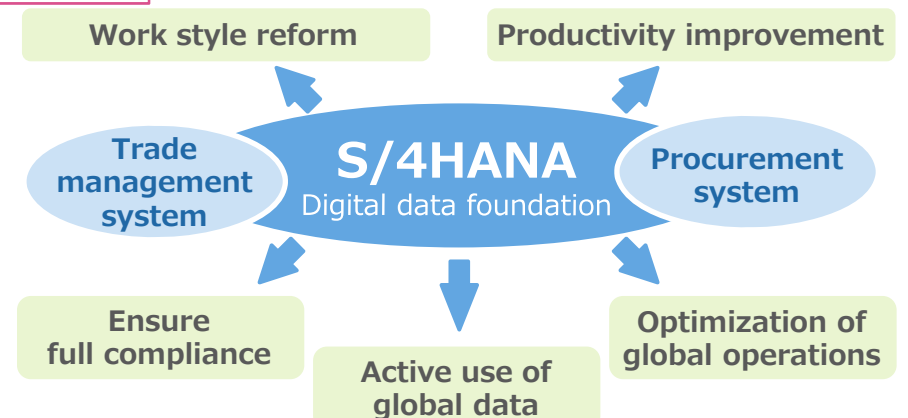 Work style reform
Productivity improvement
S/4HANA
Digital data foundation
Trade
management
system
Procurement
system
Ensure
full compliance
Active use of
global data
Optimization of
global operations